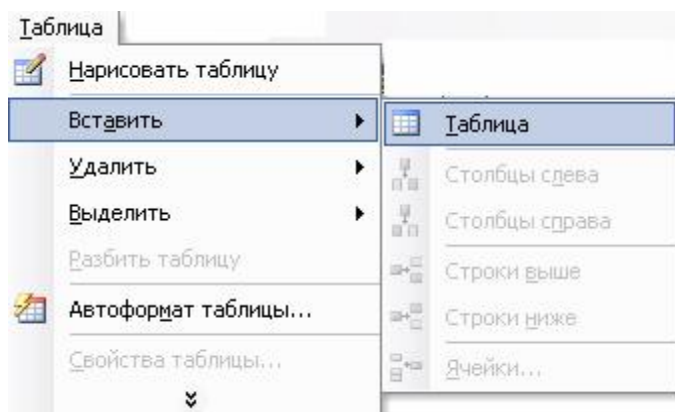 Таблица
Нарисовать таблицу
Вставить
Удалить
Выделить
Разбить таблицу
Автоформат таблицы...
Свойства таблицы...
Таблица
Столбцы слева
Столбцы справа
Строки выше
Строки ниже
Ячейки...